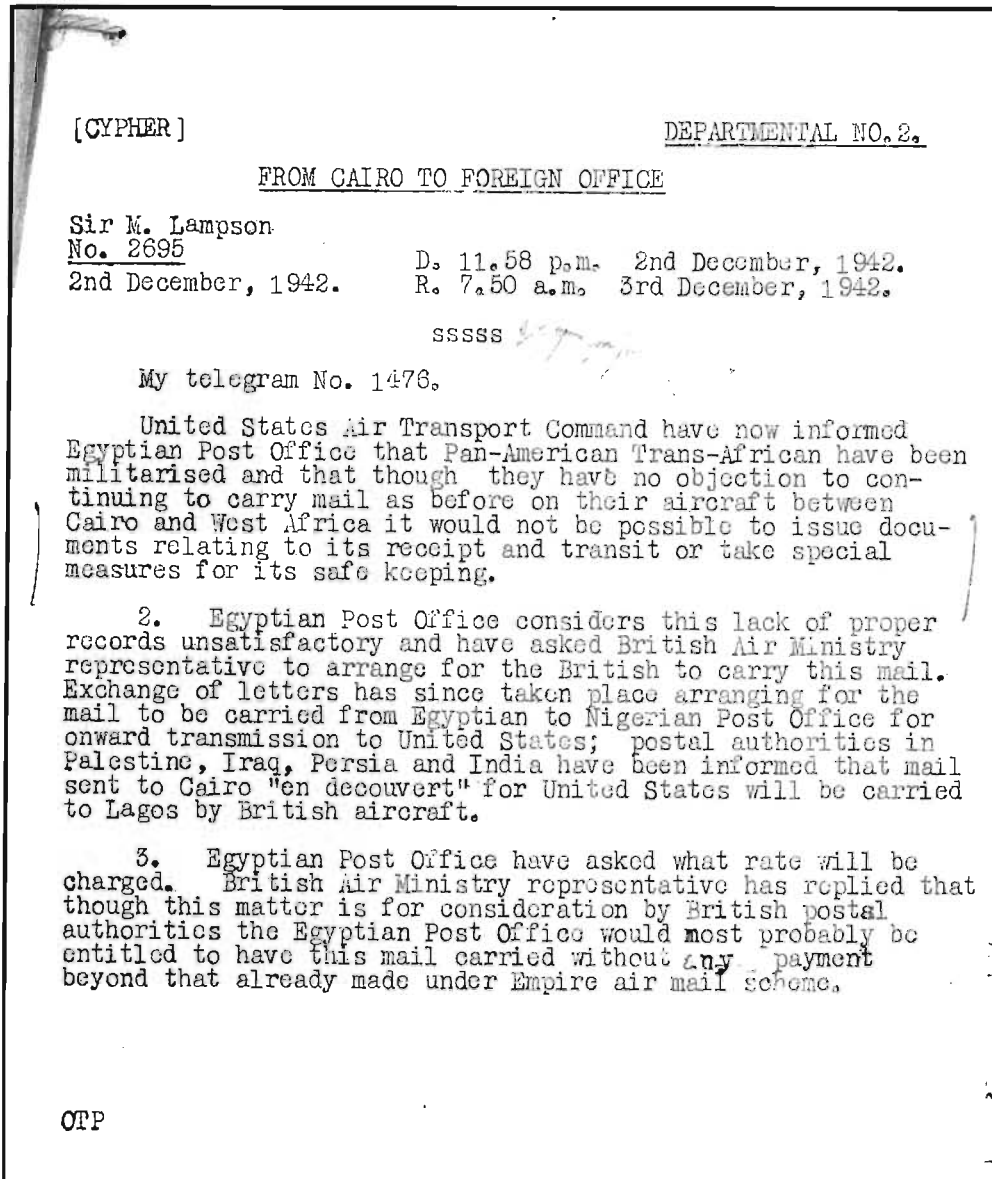 [CYPHER] DEPARTMENTAL NO. 2.
FROM CAIRO TO FOREIGN OFFICE
Sir M. Lampson
No. 2695
2nd December, 1942.
D. 11.58 p.m. 2nd December, 1942.
R. 7.50 a.m. 3rd December, 1942.
sssss
My telegram No. 1476.
United States Air Transport Command have now informed
Egyptian Post Office that Pan-American Trans-African have been
militarised and that though they have no objection to con-
tinuing to carry mail as before on their aircraft between
Cairo and West Africa it would not be possible to issue docu-
ments relating to its receipt and transit or take special
measures for its safe keeping.
2. Egyptian Post Office considers this lack of proper
records unsatisfactory and have asked British Air Ministry
representative to arrange for the British to carry this mail.
Exchange of letters has since taken place arranging for the
mail to be carried from Egyptian to Nigerian Post Office for
onward transmission to United States; postal authorities in
Palestine, Iraq, Persia and India have been informed that mail
sent to Cairo "en decouvert" for United States will be carried
to Lagos by British aircraft.
3. Egyptian Post Office have asked what rate will be
charged. British Air Ministry representative has replied that
though this matter is for consideration by British postal
authorities the Egyptian Post Office would most probably be
entitled to have this mail carried without any payment
beyond that already made under Empire air mail scheme.
OTP